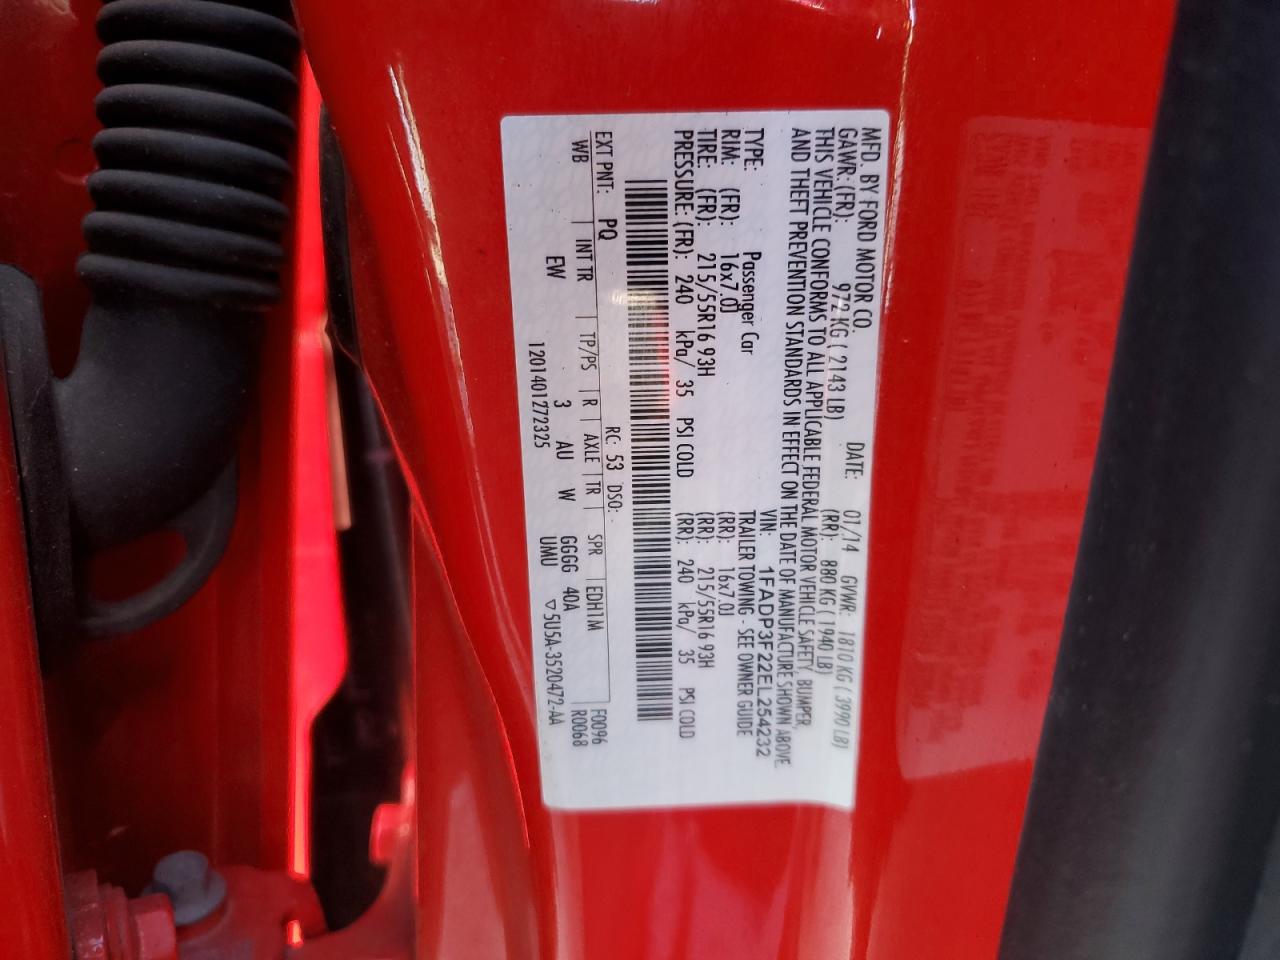 MFD. BY FORD MOTOR CO.
DATE: 01/14 GVWR: 1810 KG ( 3990 LB)
GAWR: (FR): 972 KG ( 2143 LB) (RR): 880 KG ( 1940 LB)
THIS VEHICLE CONFORMS TO ALL APPLICABLE FEDERAL MOTOR VEHICLE SAFETY, BUMPER,
AND THEFT PREVENTION STANDARDS IN EFFECT ON THE DATE OF MANUFACTURE SHOWN ABOVE.
VIN: 1FADP3F22EL254232
TYPE: Passenger Car TRAILER TOWING - SEE OWNER GUIDE
RIM: (FR): 16x7.0J (RR): 16x7.0J
TIRE: (FR): 215/55R16 93H (RR): 215/55R16 93H
PRESSURE: (FR): 240 kPa/ 35 PSI COLD (RR): 240 kPa/ 35 PSI COLD
RC: 53 DSO:
EXT PNT: PQ F0096
WB INT TR TP/PS R AXLE TR SPR EDH1M R0068
EW 3 AU W GGGG 40A
1201401272325 UMU ▽5U5A-3520472-AA